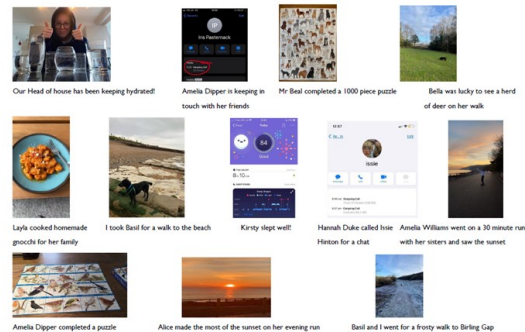 IP
Iris Pasternack
Our Head of house has been keeping hydrated!
Amelia Dipper is keeping in
touch with her friends
Mr Beal completed a 1000 piece puzzle
Bella was lucky to see a herd
of deer on her walk
84
Issie
Layla cooked homemade
gnocchi for her family
I took Basil for a walk to the beach
Kirsty slept well!
Hannah Duke called Issie
Hinton for a chat
Amelia Williams went on a 30 minute run
with her sisters and saw the sunset
Amelia Dipper completed a puzzle
Alice made the most of the sunset on her evening run
Basil and I went for a frosty walk to Birling Gap